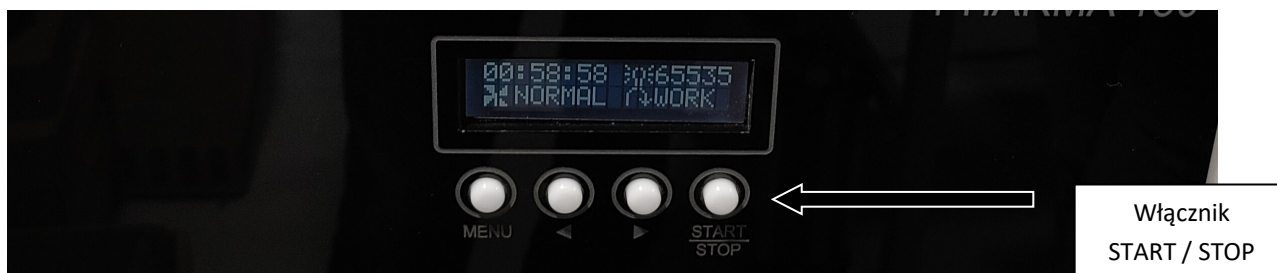 00:58:58 65535
NORMAL WORK
MENU
START
STOP
Włącznik
START / STOP